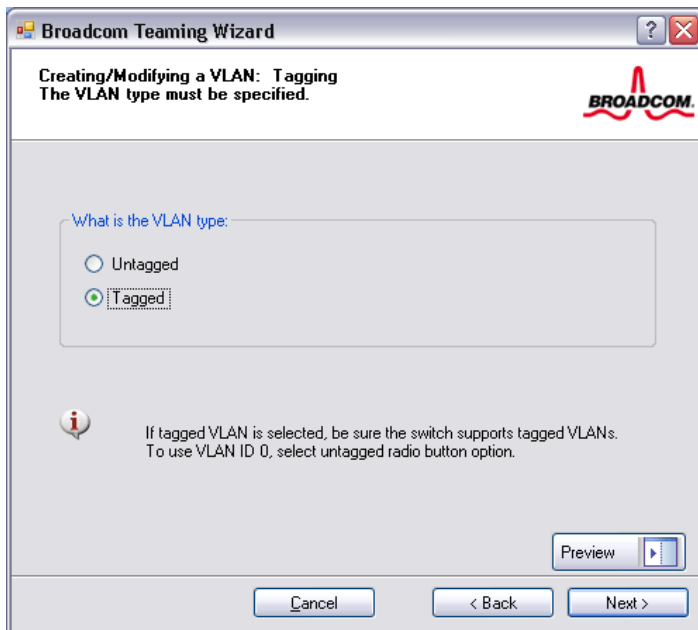 Broadcom Teaming Wizard
Creating/Modifying a VLAN: Tagging
The VLAN type must be specified.
BROADCOM.
What is the VLAN type:
Untagged
Tagged
If tagged VLAN is selected, be sure the switch supports tagged VLANs.
To use VLAN ID 0, select untagged radio button option.
Preview
Cancel
< Back
Next >